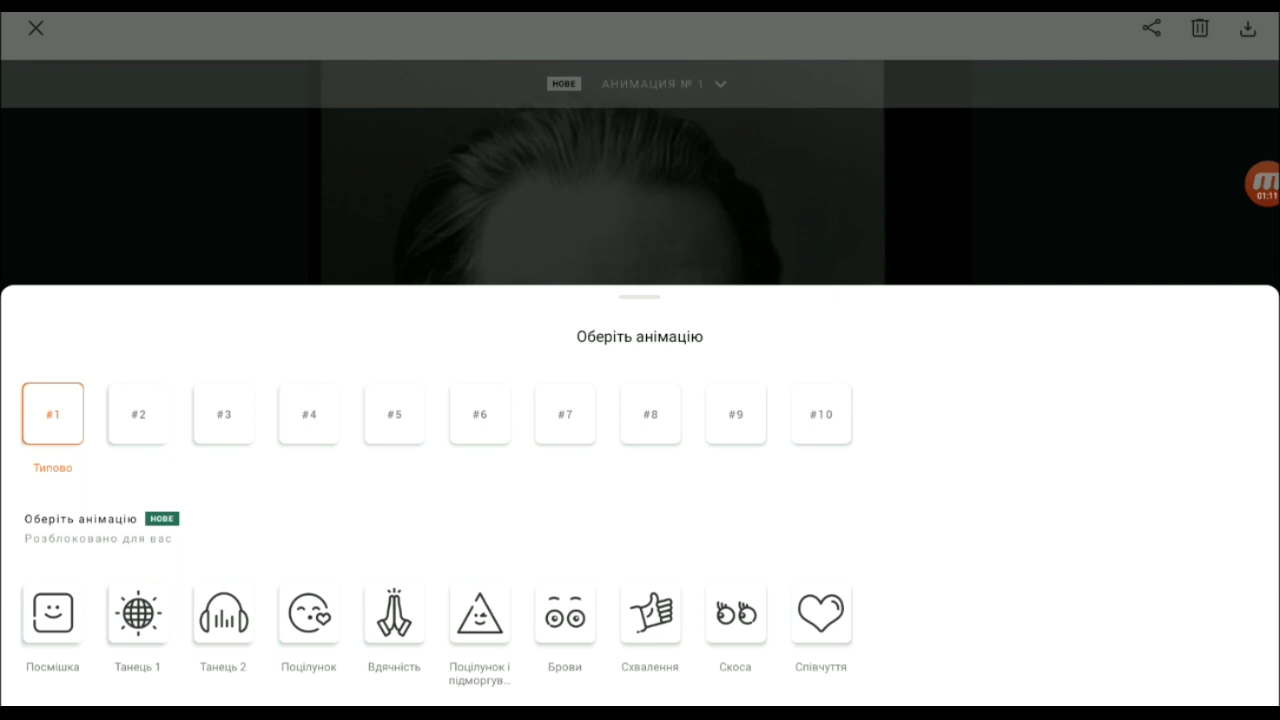 НОВЕ АНИМАЦИЯ № 1
01:11
Оберіть анімацію
#1 #2 #3 #4 #5 #6 #7 #8 #9 #10
Типово
Оберіть анімацію НОВЕ
Розблоковано для вас
Посмішка Танець 1 Танець 2 Поцілунок Вдячність Поцілунок і підморгув... Брови Схвалення Скоса Співчуття